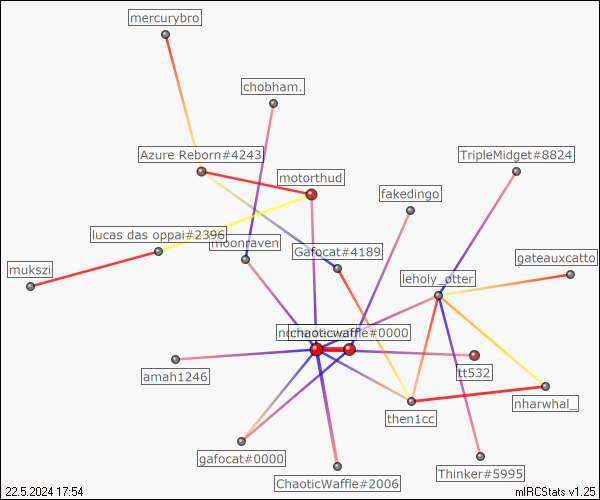 mercurybro
chobham.
Azure Reborn#4243
TripleMidget#8824
motorthud
fakedingo
lucas das oppai#2396
moonraven
Gafocat#4189
gateauxcatto
mukszi
leholy_otter
chaoticwaffle#0000
amah1246
tt532
nharwhal_
then1cc
gafocat#0000
Thinker#5995
ChaoticWaffle#2006
22.5.2024 17:54
mIRCStats v1.25